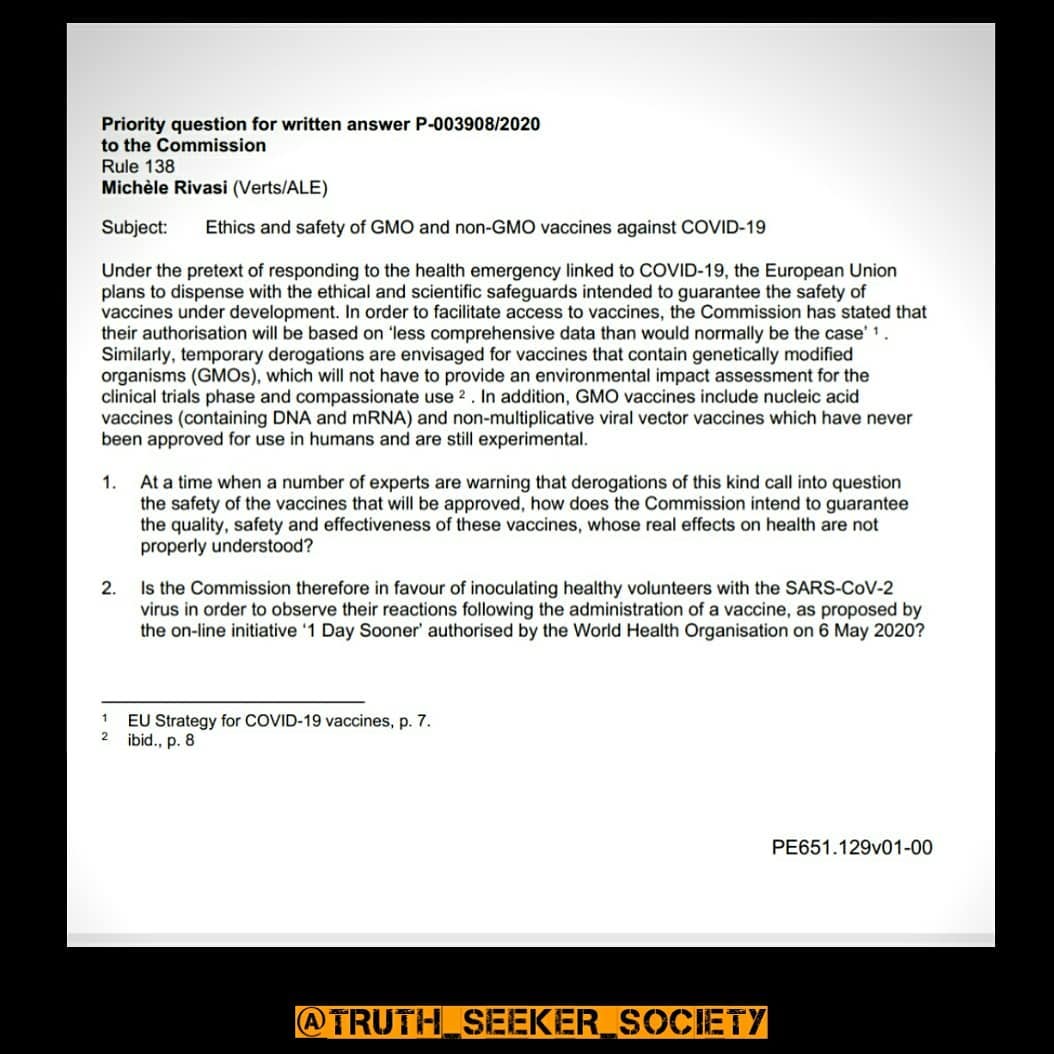 Priority question for written answer P-003908/2020
to the Commission
Rule 138
Michèle Rivasi (Verts/ALE)
Subject: Ethics and safety of GMO and non-GMO vaccines against COVID-19
Under the pretext of responding to the health emergency linked to COVID-19, the European Union
plans to dispense with the ethical and scientific safeguards intended to guarantee the safety of
vaccines under development. In order to facilitate access to vaccines, the Commission has stated that
their authorisation will be based on ‘less comprehensive data than would normally be the case’ ¹ .
Similarly, temporary derogations are envisaged for vaccines that contain genetically modified
organisms (GMOs), which will not have to provide an environmental impact assessment for the
clinical trials phase and compassionate use ² . In addition, GMO vaccines include nucleic acid
vaccines (containing DNA and mRNA) and non-multiplicative viral vector vaccines which have never
been approved for use in humans and are still experimental.
1. At a time when a number of experts are warning that derogations of this kind call into question
the safety of the vaccines that will be approved, how does the Commission intend to guarantee
the quality, safety and effectiveness of these vaccines, whose real effects on health are not
properly understood?
2. Is the Commission therefore in favour of inoculating healthy volunteers with the SARS-CoV-2
virus in order to observe their reactions following the administration of a vaccine, as proposed by
the on-line initiative ‘1 Day Sooner’ authorised by the World Health Organisation on 6 May 2020?
¹ EU Strategy for COVID-19 vaccines, p. 7.
² ibid., p. 8
PE651.129v01-00
@TRUTH_SEEKER_SOCIETY